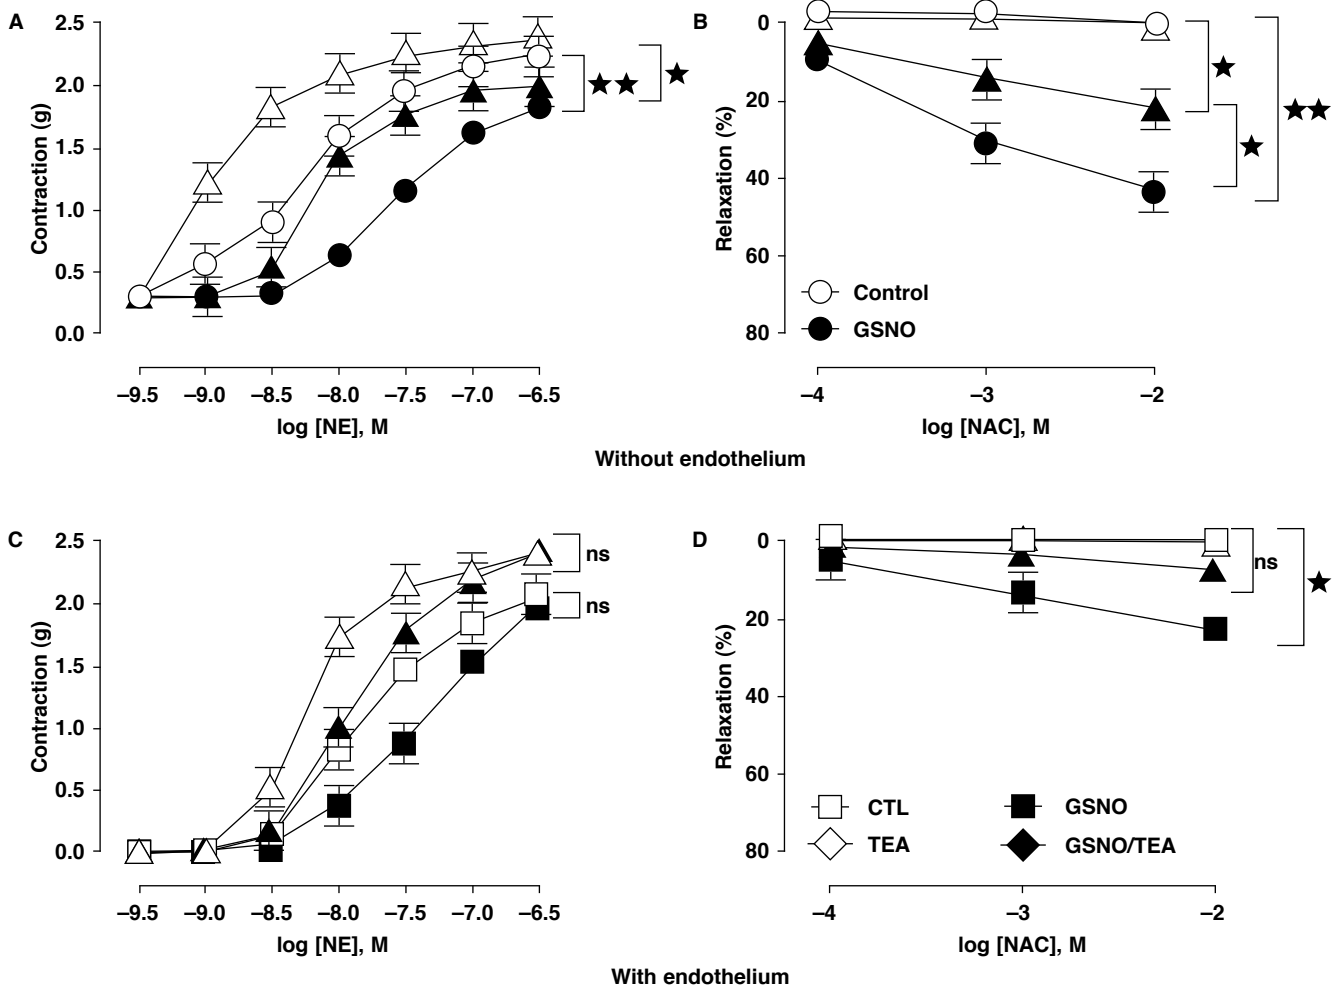 A
2.5
2.0
1.5
1.0
0.5
0.0
Contraction (g)
–9.5 –9.0 –8.5 –8.0 –7.5 –7.0 –6.5
log [NE], M
B
0
20
40
60
80
Relaxation (%)
Control
GSNO
–4 –3 –2
log [NAC], M
Without endothelium
C
2.5
2.0
1.5
1.0
0.5
0.0
Contraction (g)
ns
ns
–9.5 –9.0 –8.5 –8.0 –7.5 –7.0 –6.5
log [NE], M
D
0
20
40
60
80
Relaxation (%)
ns
CTL GSNO
TEA GSNO/TEA
–4 –3 –2
log [NAC], M
With endothelium